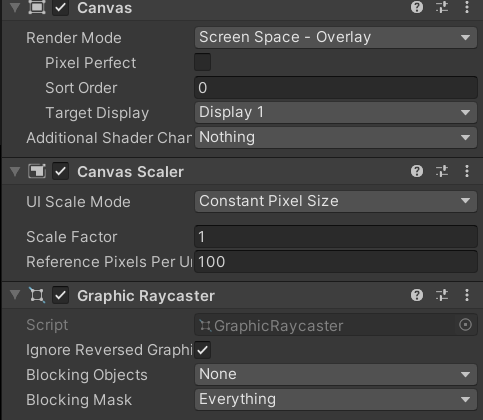 Canvas
Render Mode Screen Space - Overlay
Pixel Perfect
Sort Order 0
Target Display Display 1
Additional Shader Char Nothing
Canvas Scaler
UI Scale Mode Constant Pixel Size
Scale Factor 1
Reference Pixels Per U 100
Graphic Raycaster
Script GraphicRaycaster
Ignore Reversed Graphi
Blocking Objects None
Blocking Mask Everything